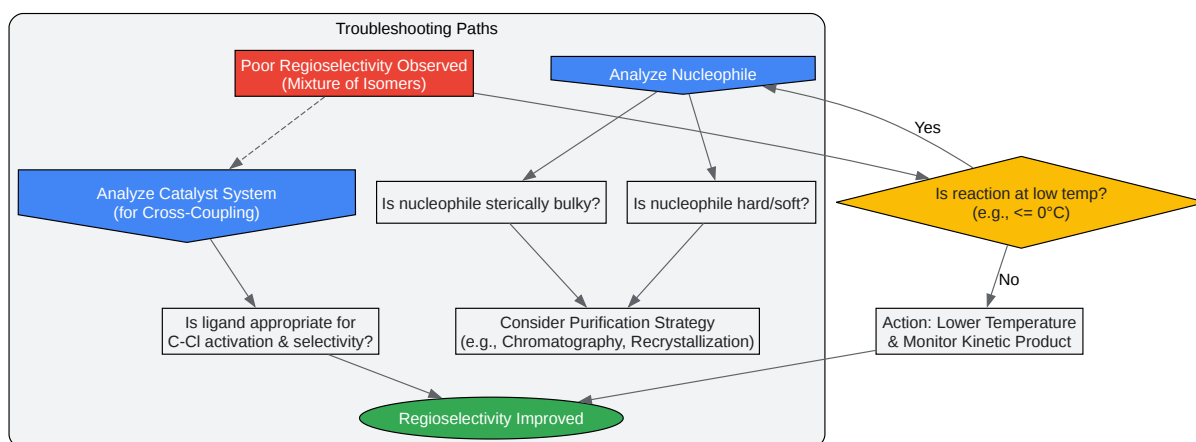 Troubleshooting Paths
Poor Regioselectivity Observed
(Mixture of Isomers)
Analyze Nucleophile
Yes
Analyze Catalyst System
(for Cross-Coupling)
Is nucleophile sterically bulky?
Is nucleophile hard/soft?
Is reaction at low temp?
(e.g., <= 0°C)
No
Is ligand appropriate for
C-Cl activation & selectivity?
Consider Purification Strategy
(e.g., Chromatography, Recrystallization)
Action: Lower Temperature
& Monitor Kinetic Product
Regioselectivity Improved